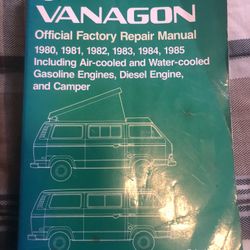 VANAGON
Official Factory Repair Manual
1980, 1981, 1982, 1983, 1984, 1985
Including Air-cooled and Water-cooled
Gasoline Engines, Diesel Engine,
and Camper